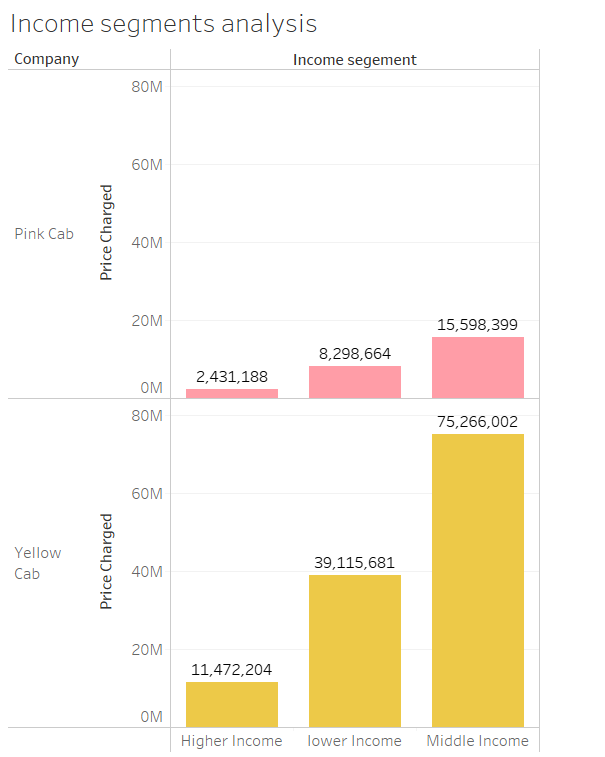 Income segments analysis
Company
Income segement
80M
60M
40M
20M
0M
Price Charged
Pink Cab
2,431,188
8,298,664
15,598,399
80M
60M
40M
20M
0M
Price Charged
Yellow
Cab
11,472,204
39,115,681
75,266,002
Higher Income
lower Income
Middle Income